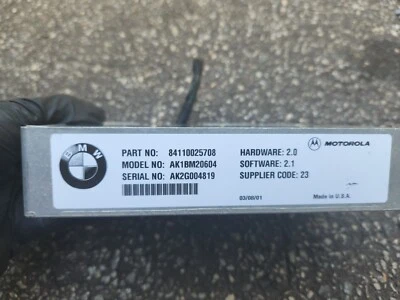 BMW
PART NO: 84110025708
MODEL NO: AK1BM20604
SERIAL NO: AK2G004819
HARDWARE: 2.0
SOFTWARE: 2.1
SUPPLIER CODE: 23
MOTOROLA
03/08/01
Made in U.S.A.